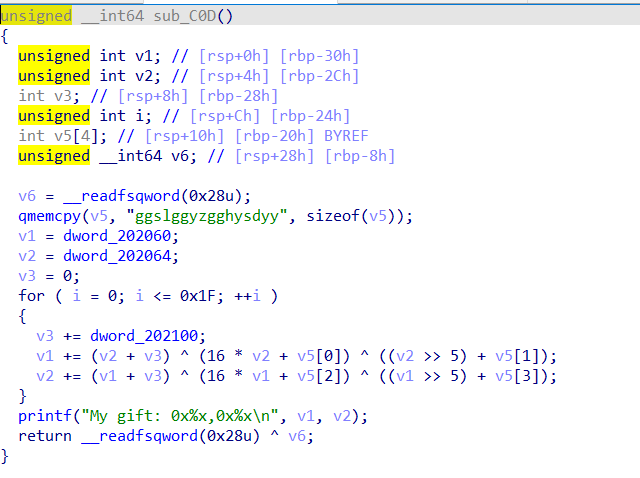 unsigned __int64 sub_C0D()
{
  unsigned int v1; // [rsp+0h] [rbp-30h]
  unsigned int v2; // [rsp+4h] [rbp-2Ch]
  int v3; // [rsp+8h] [rbp-28h]
  unsigned int i; // [rsp+Ch] [rbp-24h]
  int v5[4]; // [rsp+10h] [rbp-20h] BYREF
  unsigned __int64 v6; // [rsp+28h] [rbp-8h]

  v6 = __readfsqword(0x28u);
  qmemcpy(v5, "ggslggyzgghysdyy", sizeof(v5));
  v1 = dword_202060;
  v2 = dword_202064;
  v3 = 0;
  for ( i = 0; i <= 0x1F; ++i )
  {
    v3 += dword_202100;
    v1 += (v2 + v3) ^ (16 * v2 + v5[0]) ^ ((v2 >> 5) + v5[1]);
    v2 += (v1 + v3) ^ (16 * v1 + v5[2]) ^ ((v1 >> 5) + v5[3]);
  }
  printf("My gift: 0x%x,0x%x\n", v1, v2);
  return __readfsqword(0x28u) ^ v6;
}